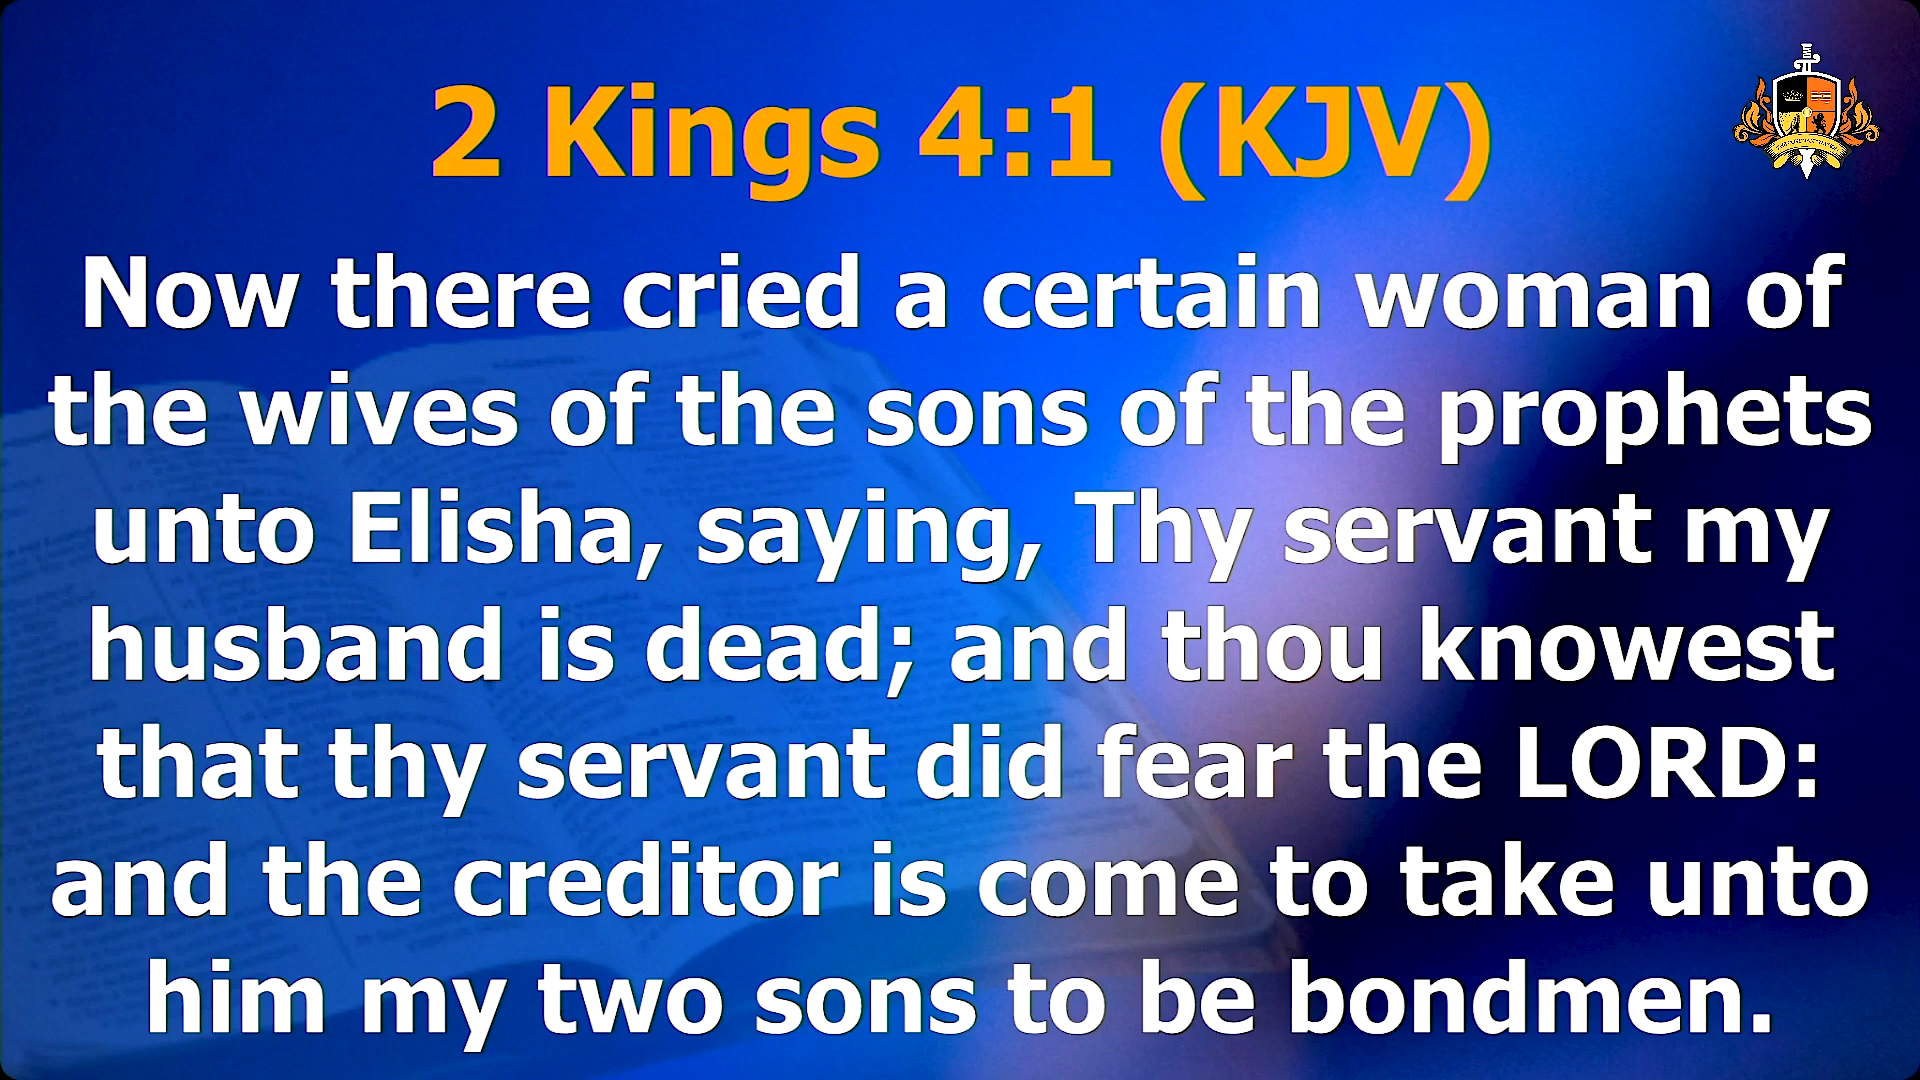 2 Kings 4:1 (KJV)
Now there cried a certain woman of
the wives of the sons of the prophets
unto Elisha, saying, Thy servant my
husband is dead; and thou knowest
that thy servant did fear the LORD:
and the creditor is come to take unto
him my two sons to be bondmen.